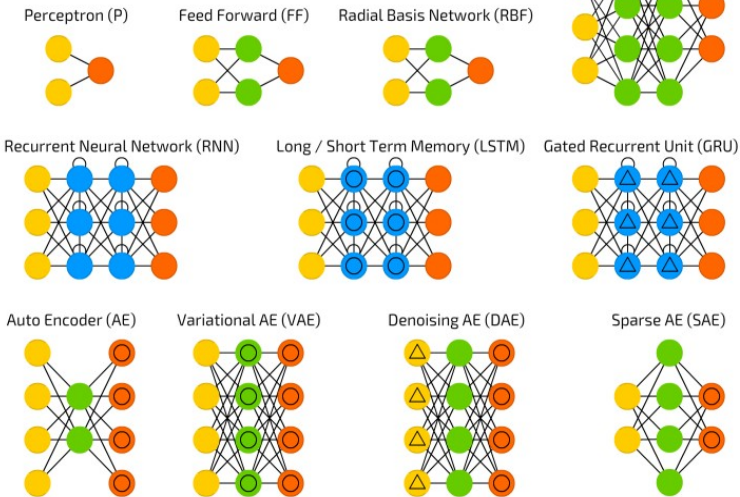 Perceptron (P)
Feed Forward (FF)
Radial Basis Network (RBF)
Recurrent Neural Network (RNN)
Long / Short Term Memory (LSTM)
Gated Recurrent Unit (GRU)
Auto Encoder (AE)
Variational AE (VAE)
Denoising AE (DAE)
Sparse AE (SAE)